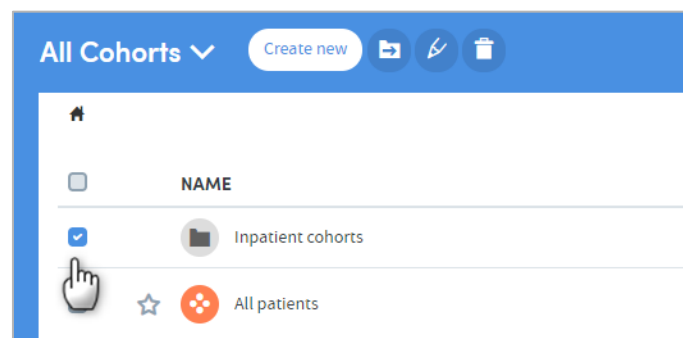 All Cohorts
Create new
NAME
Inpatient cohorts
All patients